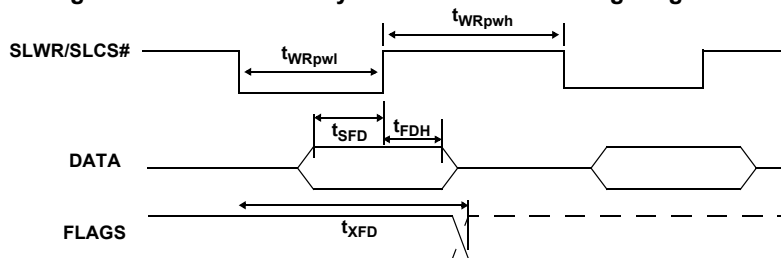 tWRpwh
SLWR/SLCS#
tWRpwl
tSFD
tFDH
DATA
FLAGS
tXFD